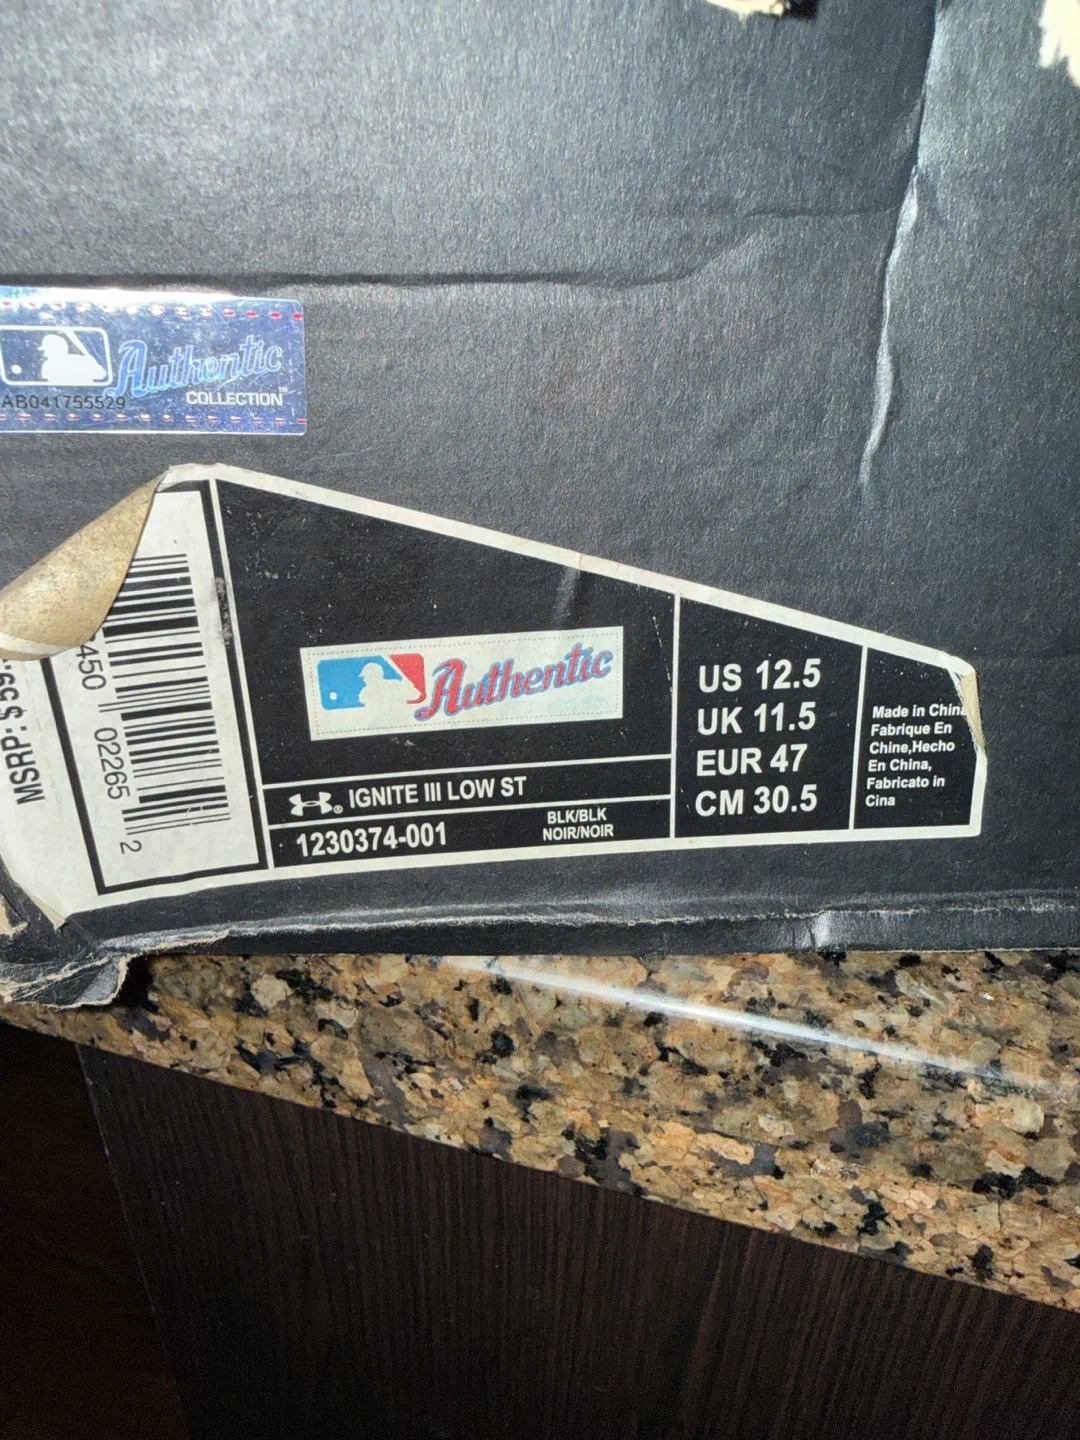 Authentic
COLLECTION™
AB041755529
MSRP: $ 59
450 02265 2
Authentic
US 12.5
UK 11.5
EUR 47
CM 30.5
Made in China
Fabrique En
Chine,Hecho
En China,
Fabricato in
Cina
IGNITE III LOW ST
1230374-001
BLK/BLK
NOIR/NOIR